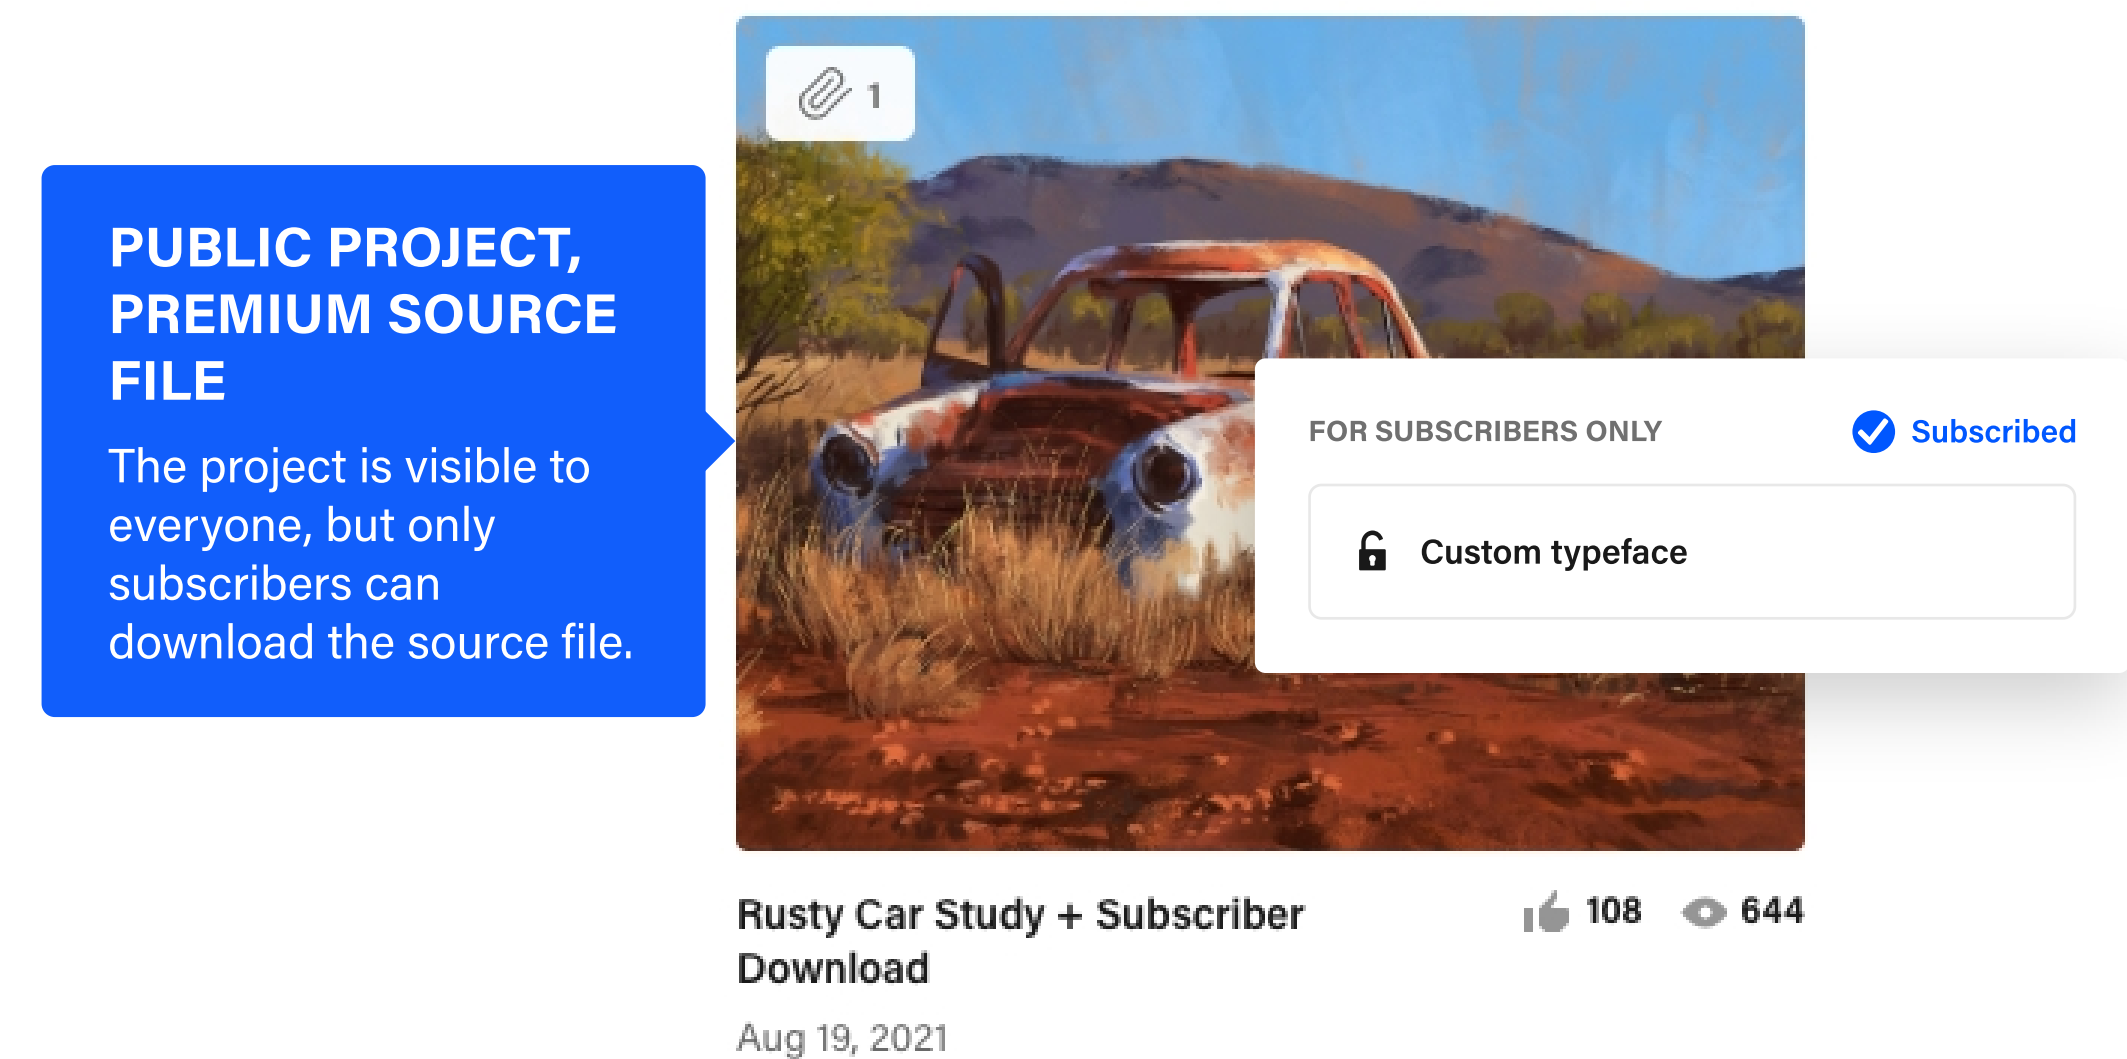 1
PUBLIC PROJECT,
PREMIUM SOURCE
FILE
The project is visible to
everyone, but only
subscribers can
download the source file.
FOR SUBSCRIBERS ONLY
Subscribed
Custom typeface
Rusty Car Study + Subscriber
Download
108
644
Aug 19, 2021